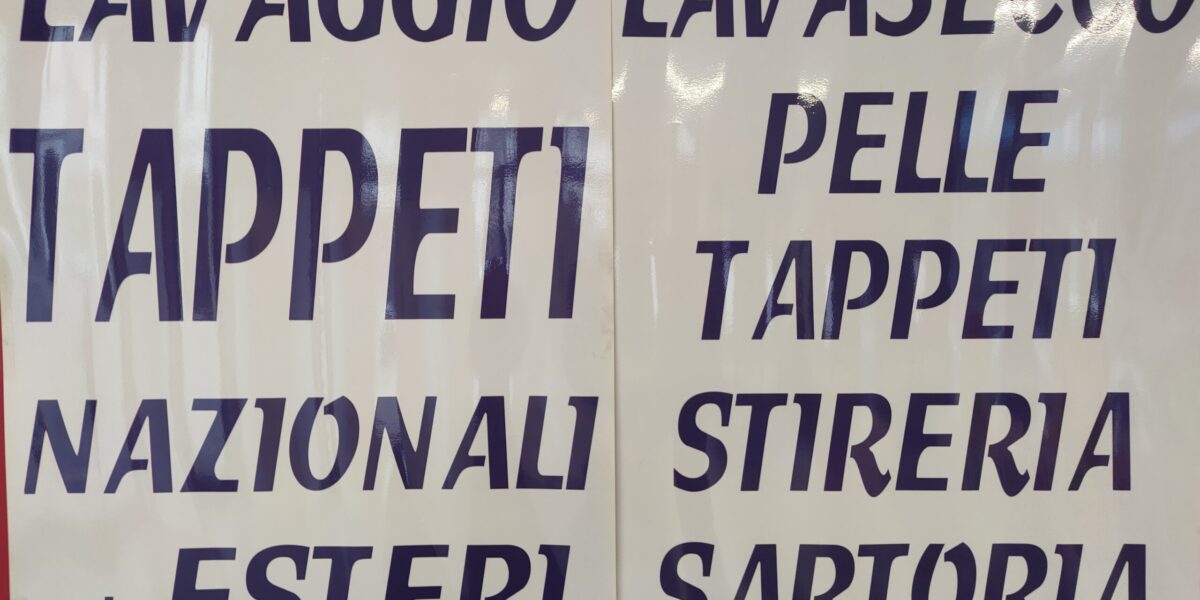 LAVAGGIO
TAPPETI
NAZIONALI
ESTERI
LAVASECCO
PELLE
TAPPETI
STIRERIA
SARTORIA